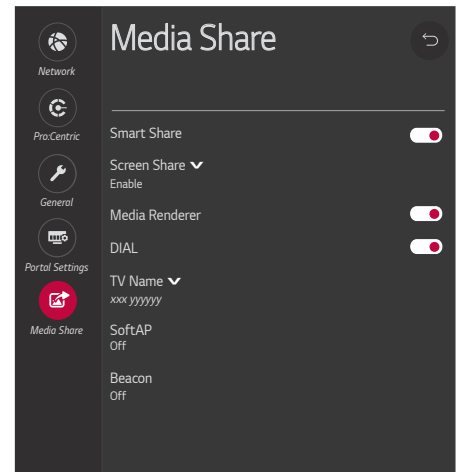 Media Share
Network
Pro:Centric
General
Portal Settings
Media Share
Smart Share
Screen Share
Enable
Media Renderer
DIAL
TV Name
xxx yyyyyy
SoftAP
Off
Beacon
Off